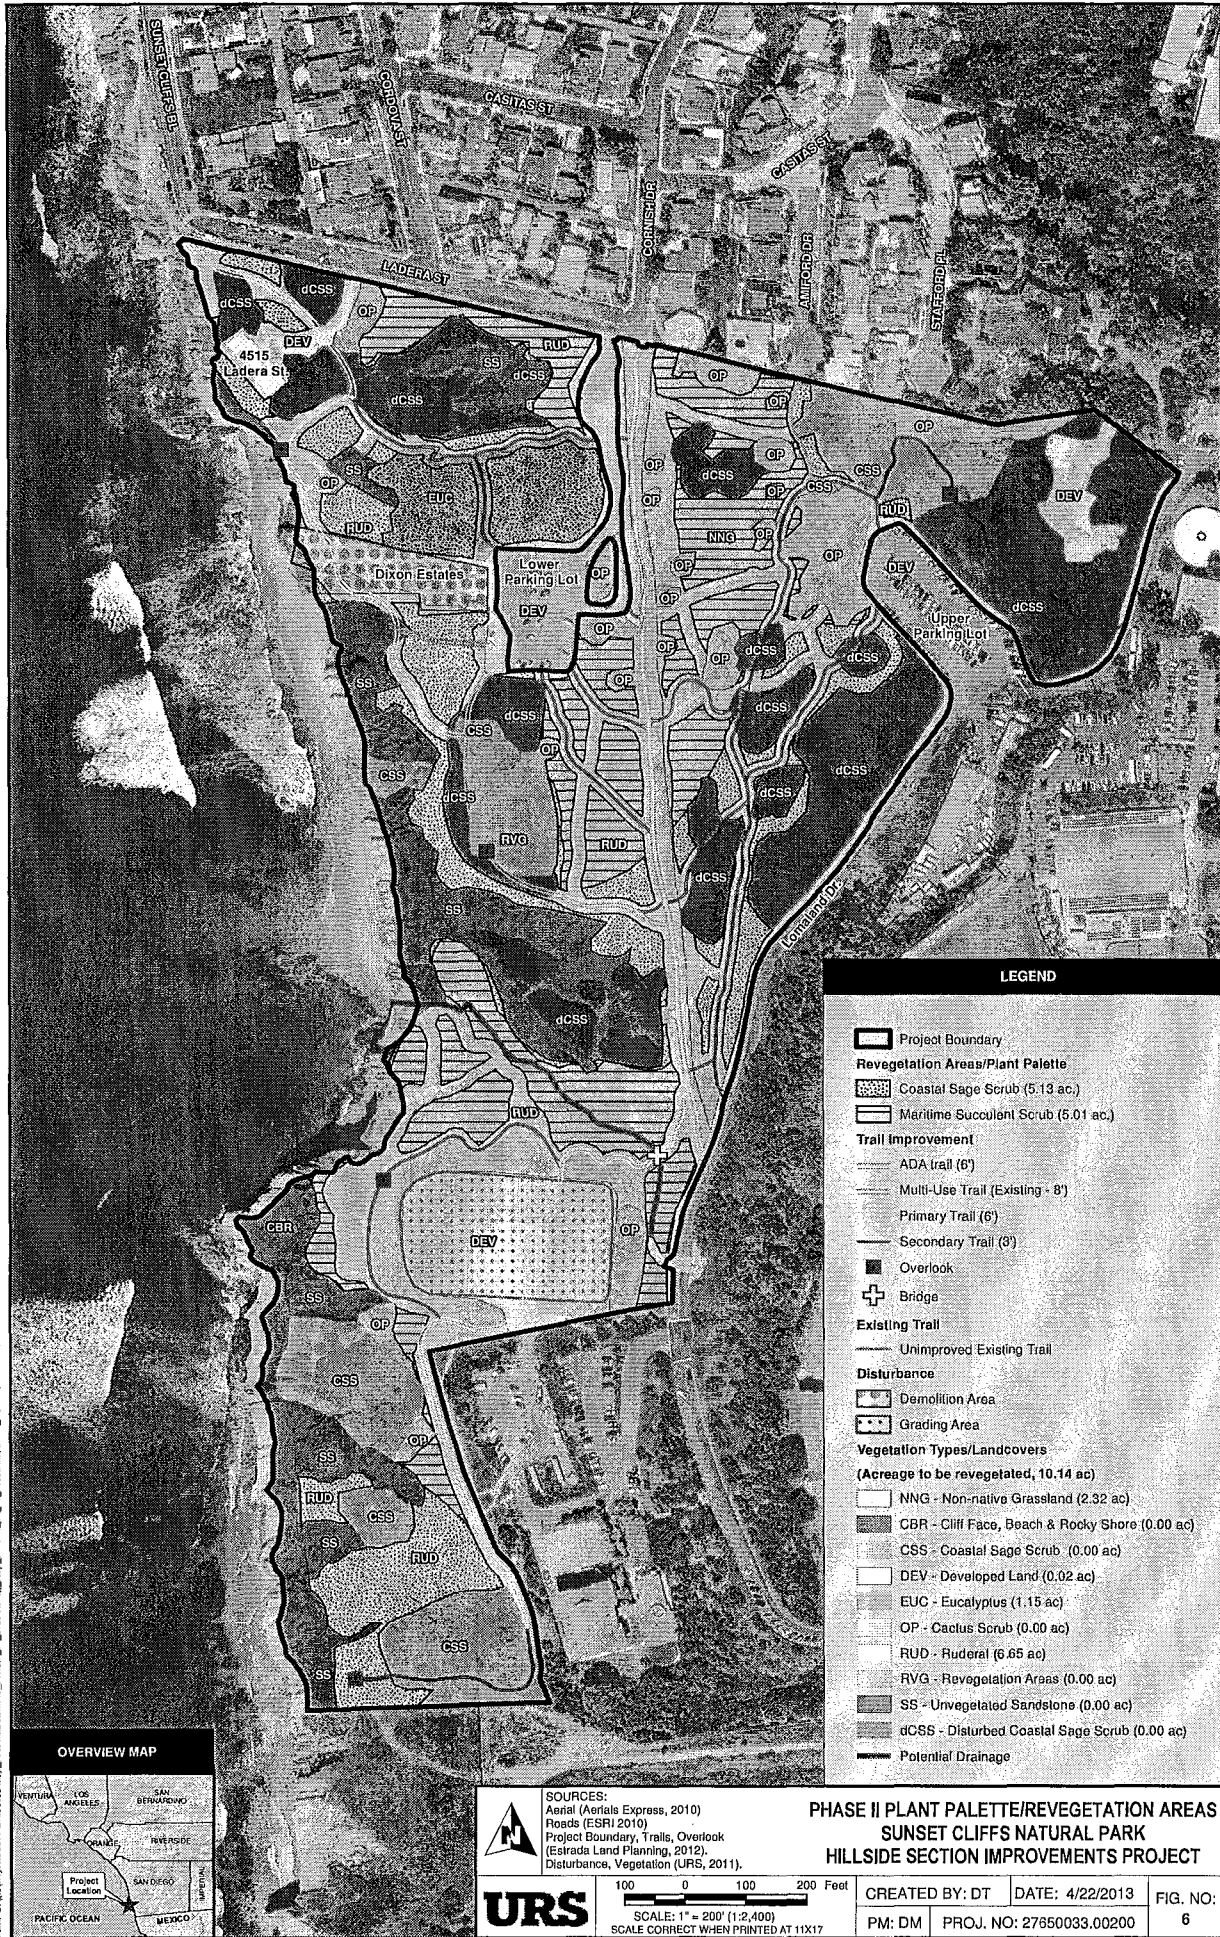 SUNSET CLIFFS BL
CORDOVA ST
CASITAS ST
CASITAS ST
CORNISH DR
AMIFORD DR
STAFFORD PL
LADERA ST
dCSS
dCSS
OP
DEV
4515
Ladera St.
RUD
SS
dCSS
dCSS
OP
OP
OP
CSS
OP
dCSS
OP
CSS
OP
DEV
SS
OP
EUC
RUD
RUD
NNG
OP
OP
Dixon Estates
Lower
Parking Lot
OP
DEV
OP
DEV
Upper
Parking Lot
dCSS
OP
OP
OP
dCSS
dCSS
OP
SS
dCSS
CSS
OP
dCSS
CSS
dCSS
dCSS
dCSS
RVG
RUD
dCSS
SS
Lomaland Dr.
dCSS
RUD
CBR
DEV
OP
SS
OP
CSS
OP
SS
RUD
CSS
SS
RUD
CSS
SS
LEGEND
Project Boundary
Revegetation Areas/Plant Palette
Coastal Sage Scrub (5.13 ac.)
Maritime Succulent Scrub (5.01 ac.)
Trail Improvement
ADA trail (6')
Multi-Use Trail (Existing - 8')
Primary Trail (6')
Secondary Trail (3')
Overlook
Bridge
Existing Trail
Unimproved Existing Trail
Disturbance
Demolition Area
Grading Area
Vegetation Types/Landcovers
(Acreage to be revegetated, 10.14 ac)
NNG - Non-native Grassland (2.32 ac)
CBR - Cliff Face, Beach & Rocky Shore (0.00 ac)
CSS - Coastal Sage Scrub (0.00 ac)
DEV - Developed Land (0.02 ac)
EUC - Eucalyptus (1.15 ac)
OP - Cactus Scrub (0.00 ac)
RUD - Ruderal (6.65 ac)
RVG - Revegetation Areas (0.00 ac)
SS - Unvegetated Sandstone (0.00 ac)
dCSS - Disturbed Coastal Sage Scrub (0.00 ac)
Potential Drainage
OVERVIEW MAP
VENTURA
LOS
ANGELES
SAN
BERNARDINO
ORANGE
RIVERSIDE
Project
Location
SAN DIEGO
IMPERIAL
PACIFIC OCEAN
MEXICO
N
SOURCES:
Aerial (Aerials Express, 2010)
Roads (ESRI 2010)
Project Boundary, Trails, Overlook
(Estrada Land Planning, 2012).
Disturbance, Vegetation (URS, 2011).
PHASE II PLANT PALETTE/REVEGETATION AREAS
SUNSET CLIFFS NATURAL PARK
HILLSIDE SECTION IMPROVEMENTS PROJECT
URS
100 0 100 200 Feet
SCALE: 1" = 200' (1:2,400)
SCALE CORRECT WHEN PRINTED AT 11X17
CREATED BY: DT
DATE: 4/22/2013
FIG. NO:
6
PM: DM
PROJ. NO: 27650033.00200